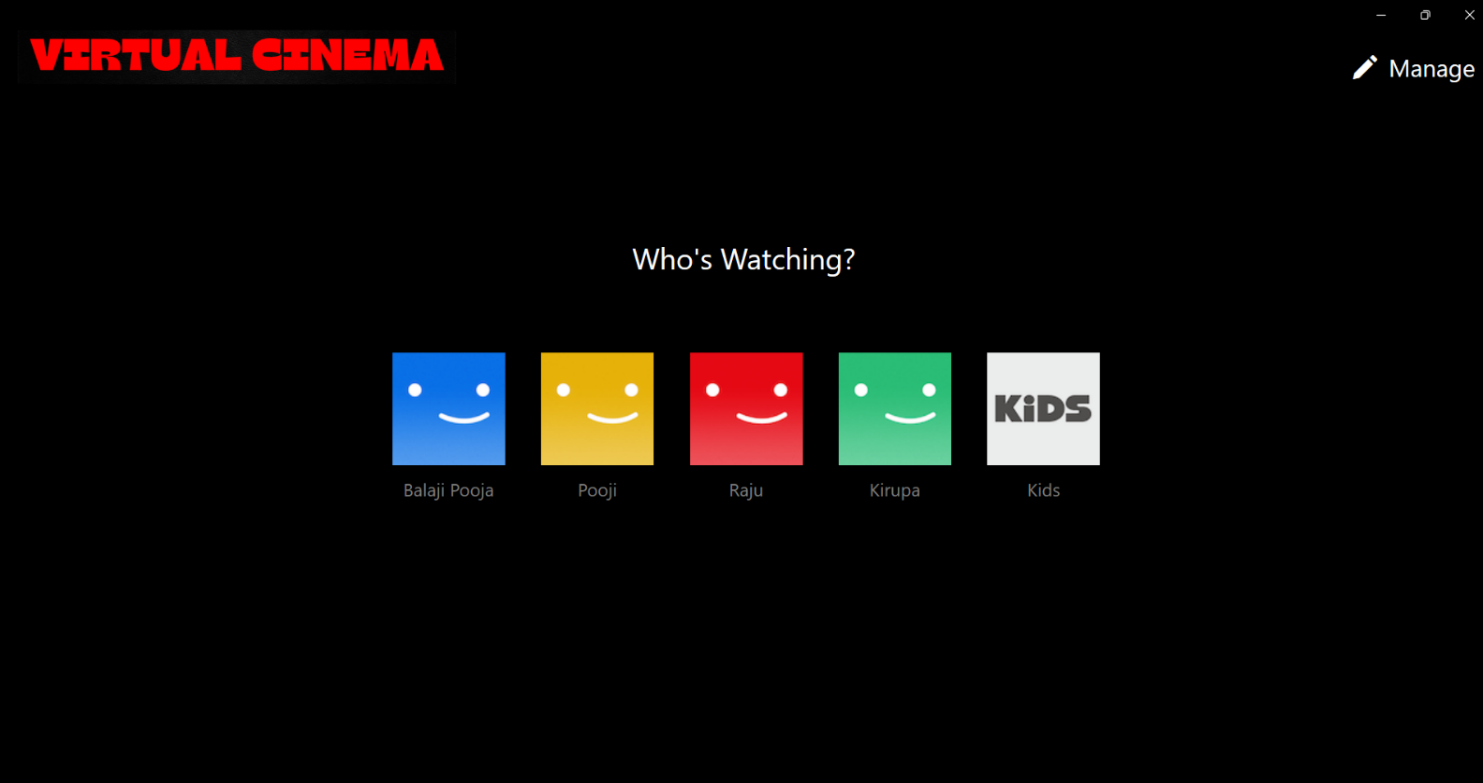 VIRTUAL CINEMA
Manage
Who's Watching?
KiDS
Balaji Pooja
Pooji
Raju
Kirupa
Kids